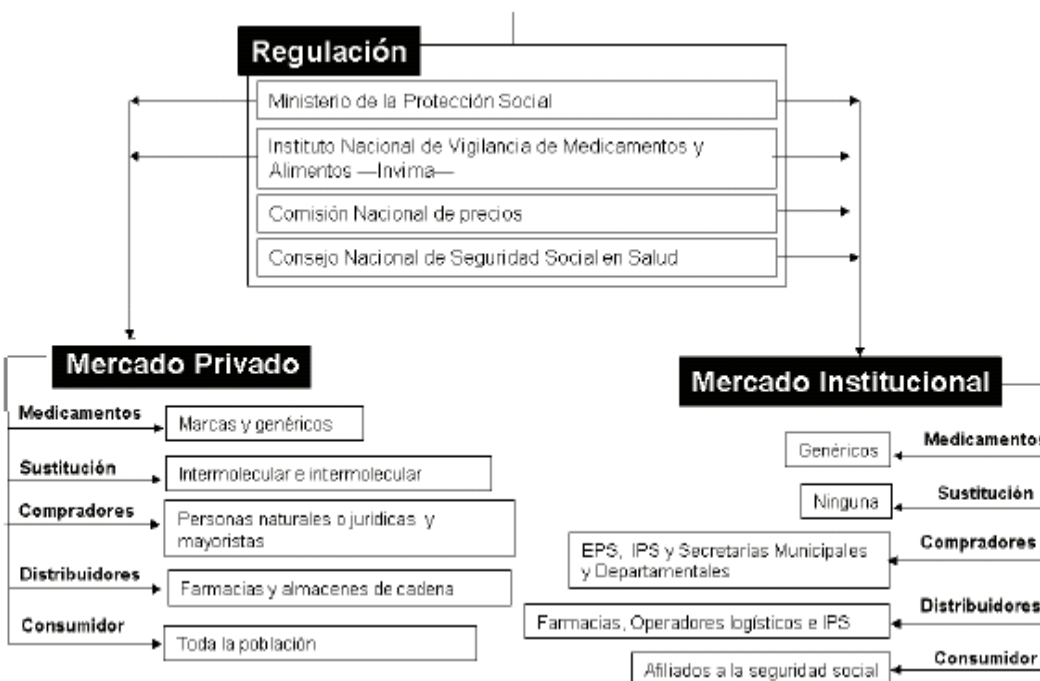 Regulación
Ministerio de la Protección Social
Instituto Nacional de Vigilancia de Medicamentos y
Alimentos —Invima—
Comisión Nacional de precios
Consejo Nacional de Seguridad Social en Salud
Mercado Privado
Medicamentos
Marcas y genéricos
Sustitución
Intermolecular e intermolecular
Compradores
Personas naturales o juridicas y
mayoristas
Distribuidores
Farmacias y almacenes de cadena
Consumidor
Toda la población
Mercado Institucional
Genéricos
Medicamentos
Ninguna
Sustitución
EPS, IPS y Secretarias Municipales
y Departamentales
Compradores
Farmacias, Operadores logísticos e IPS
Distribuidores
Afiliados a la seguridad social
Consumidor